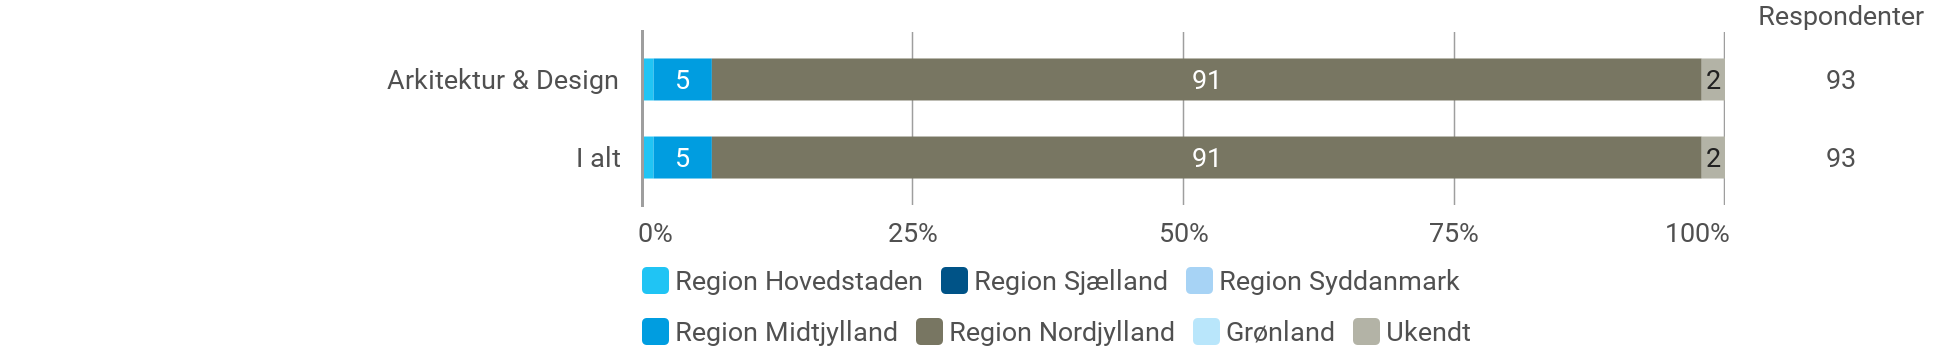 Respondenter
Arkitektur & Design 5 91 2 93
I alt 5 91 2 93
0% 25% 50% 75% 100%
Region Hovedstaden Region Sjælland Region Syddanmark
Region Midtjylland Region Nordjylland Grønland Ukendt